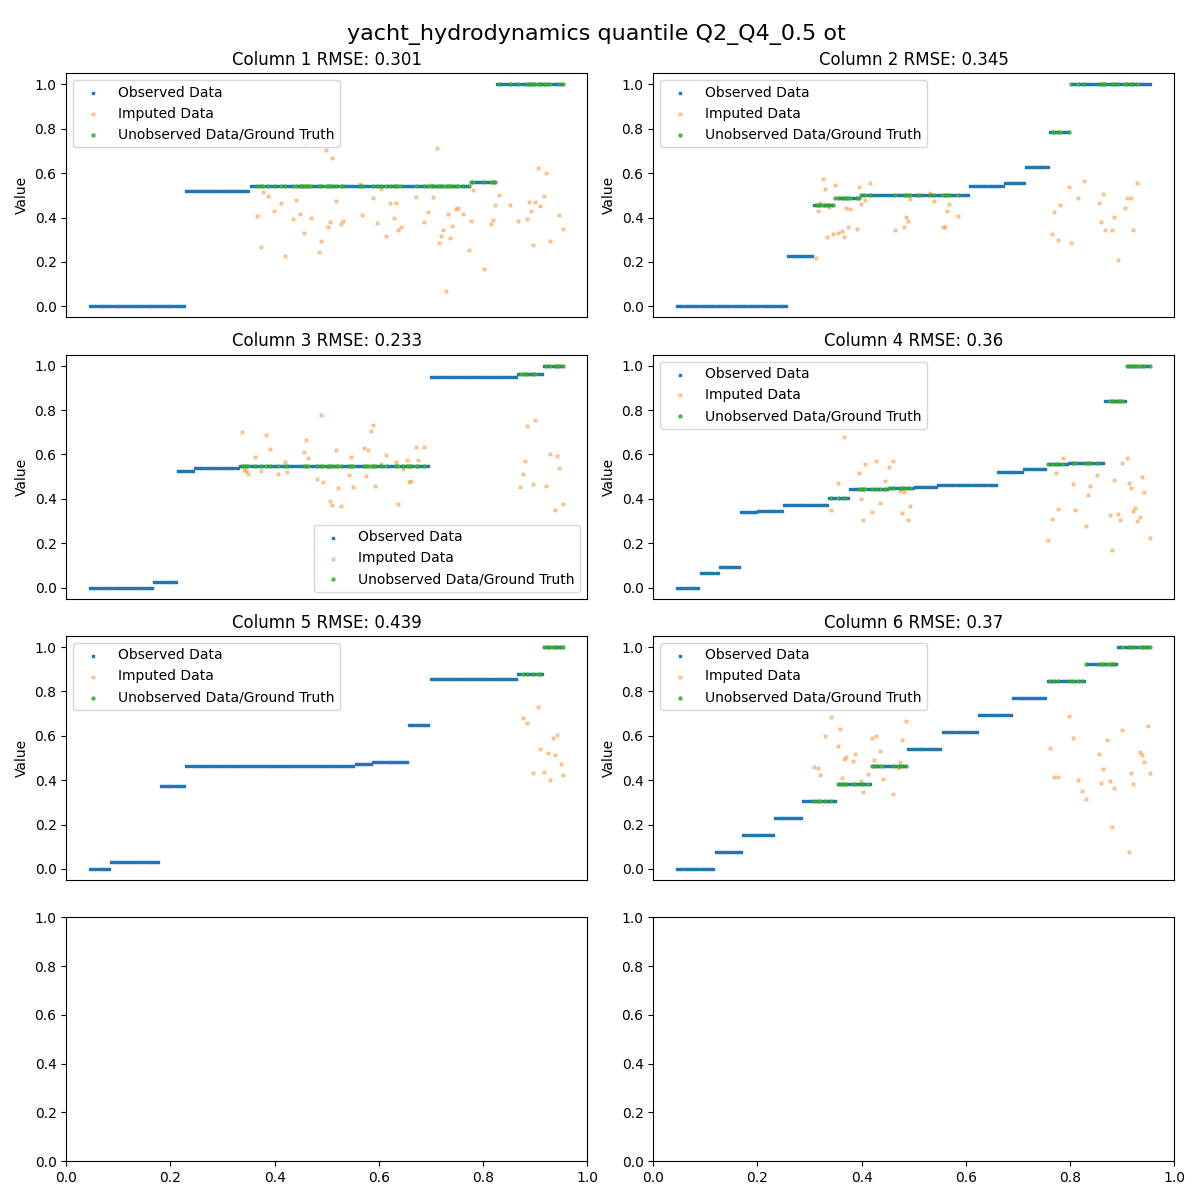 yacht_hydrodynamics quantile Q2_Q4_0.5 ot
Column 1 RMSE: 0.301
1.0
0.8
0.6
0.4
0.2
0.0
Value
Observed Data
Imputed Data
Unobserved Data/Ground Truth
Column 2 RMSE: 0.345
1.0
0.8
0.6
0.4
0.2
0.0
Value
Observed Data
Imputed Data
Unobserved Data/Ground Truth
Column 3 RMSE: 0.233
1.0
0.8
0.6
0.4
0.2
0.0
Value
Observed Data
Imputed Data
Unobserved Data/Ground Truth
Column 4 RMSE: 0.36
1.0
0.8
0.6
0.4
0.2
0.0
Value
Observed Data
Imputed Data
Unobserved Data/Ground Truth
Column 5 RMSE: 0.439
1.0
0.8
0.6
0.4
0.2
0.0
Value
Observed Data
Imputed Data
Unobserved Data/Ground Truth
Column 6 RMSE: 0.37
1.0
0.8
0.6
0.4
0.2
0.0
Value
Observed Data
Imputed Data
Unobserved Data/Ground Truth
1.0
0.8
0.6
0.4
0.2
0.0
0.0 0.2 0.4 0.6 0.8 1.0
1.0
0.8
0.6
0.4
0.2
0.0
0.0 0.2 0.4 0.6 0.8 1.0